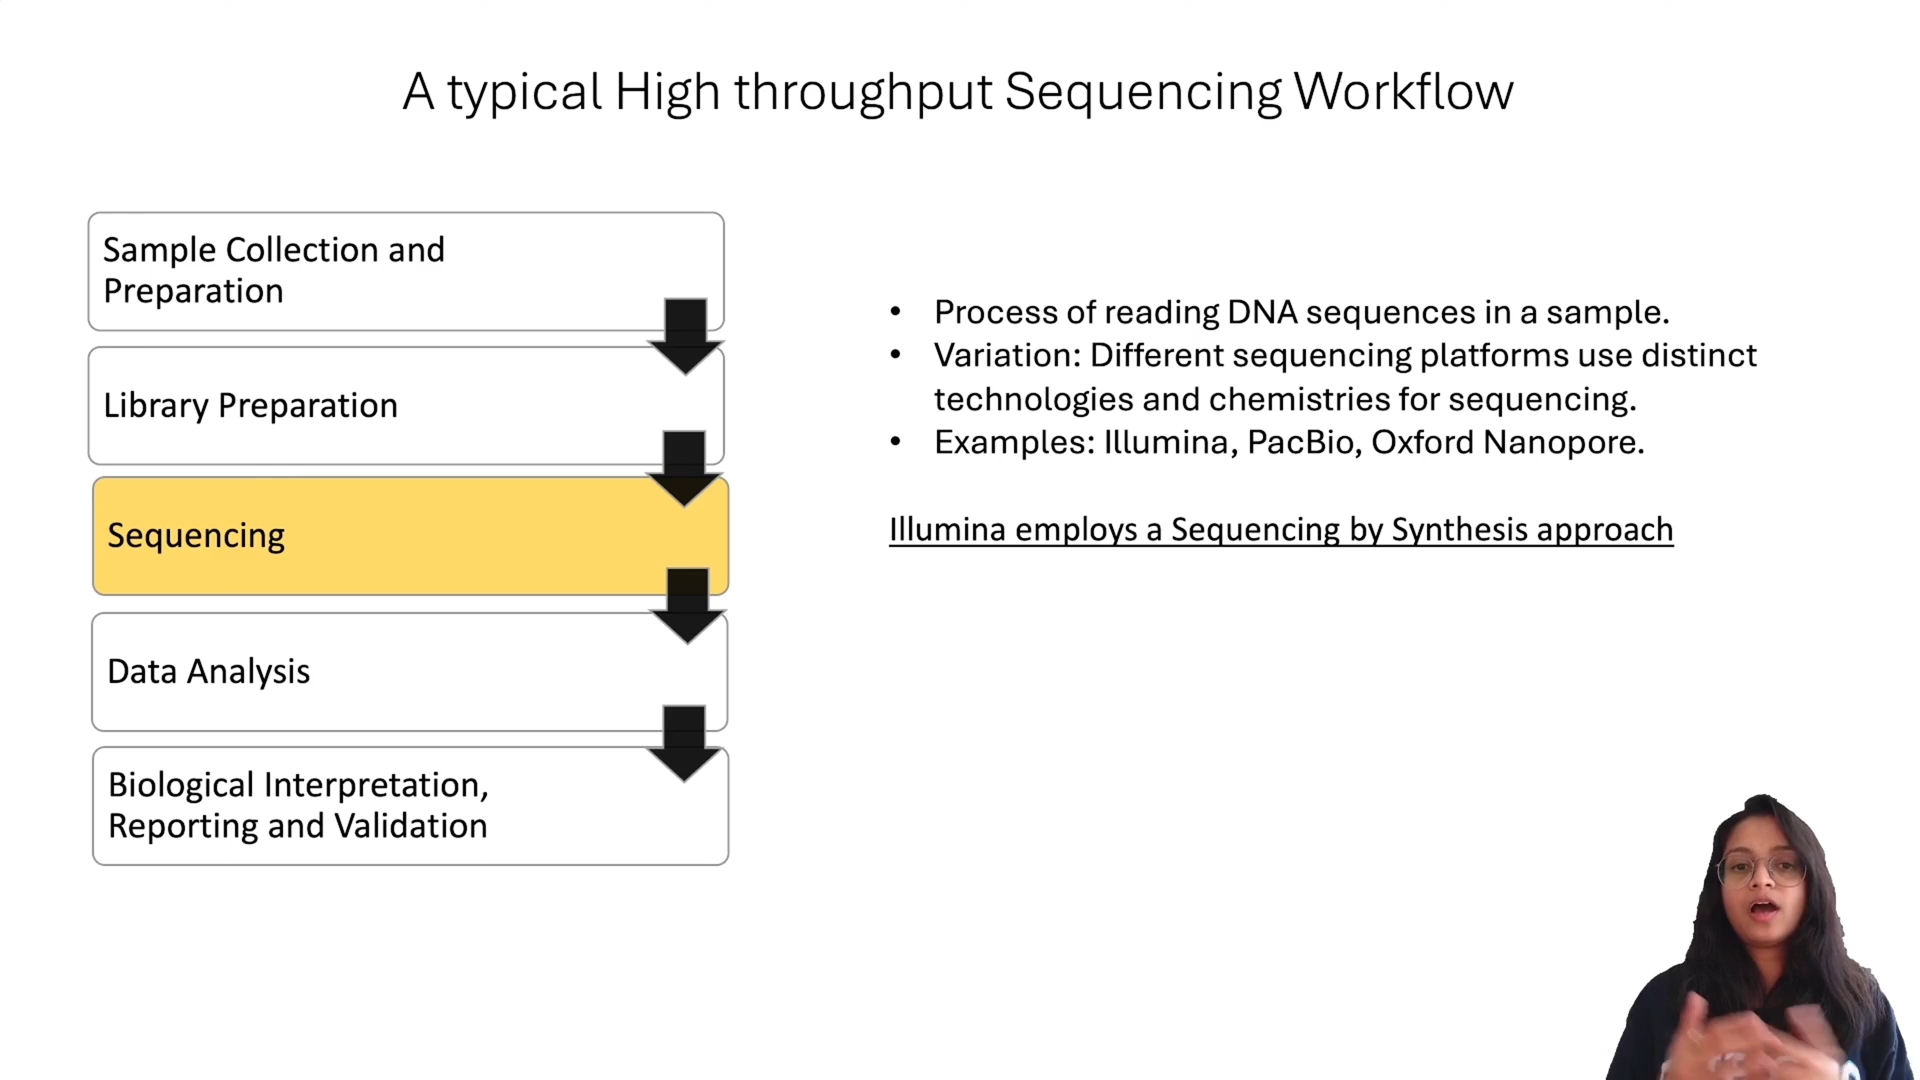 A typical High throughput Sequencing Workflow
Sample Collection and
Preparation
Library Preparation
Sequencing
Data Analysis
Biological Interpretation,
Reporting and Validation
• Process of reading DNA sequences in a sample.
• Variation: Different sequencing platforms use distinct
technologies and chemistries for sequencing.
• Examples: Illumina, PacBio, Oxford Nanopore.
Illumina employs a Sequencing by Synthesis approach